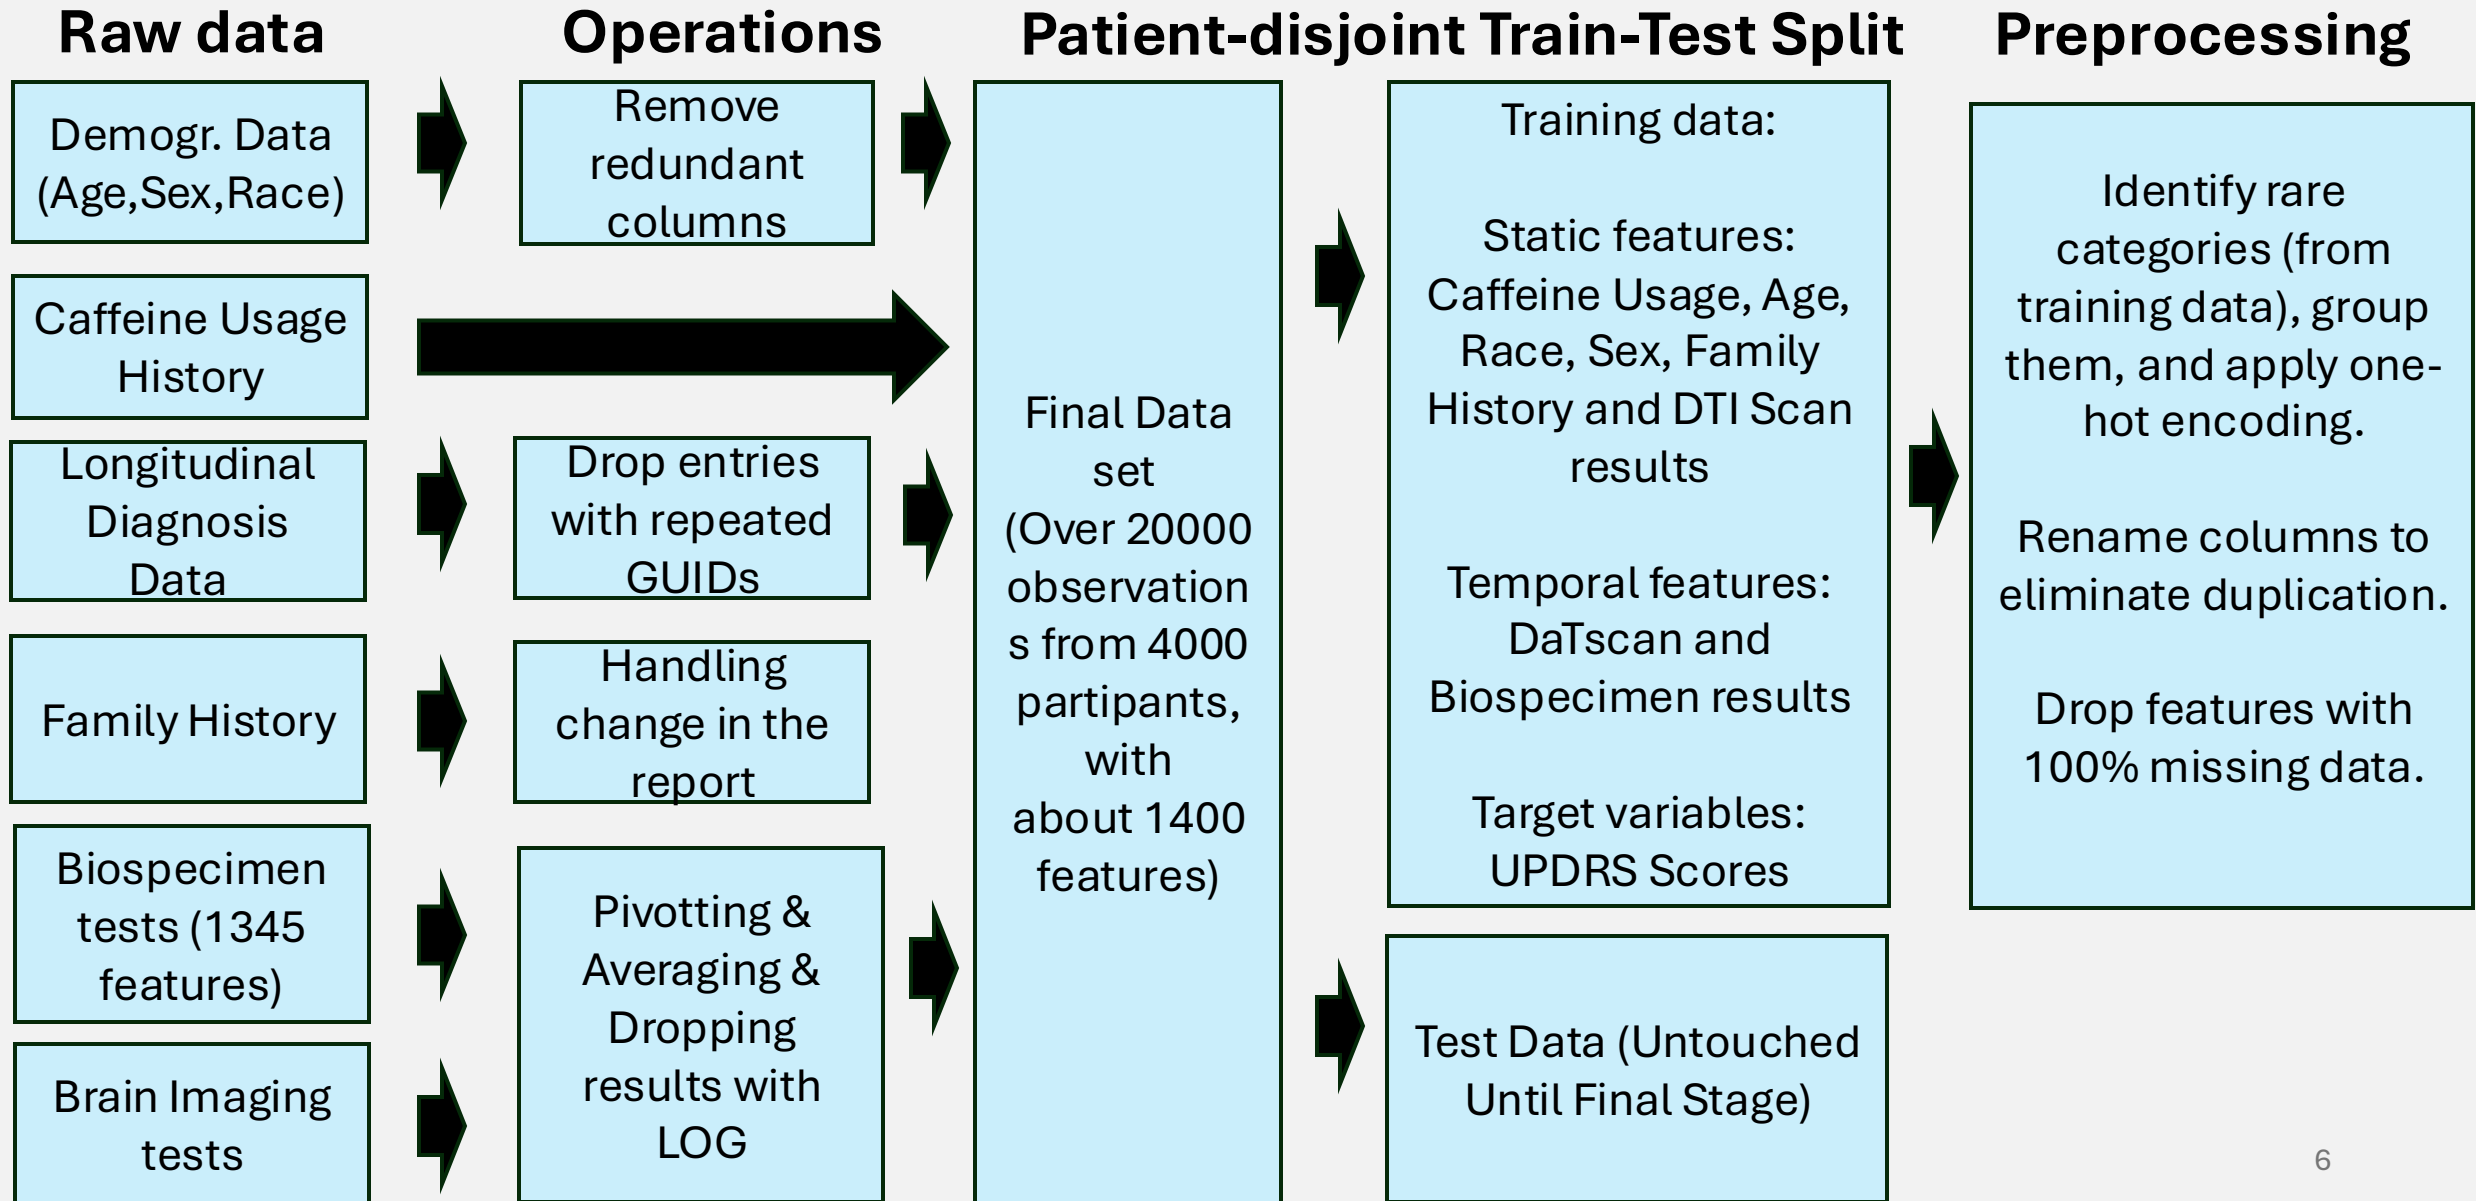 Raw data
Operations
Patient-disjoint Train-Test Split
Preprocessing
Demogr. Data
(Age,Sex,Race)
Caffeine Usage
History
Longitudinal
Diagnosis
Data
Family History
Biospecimen
tests (1345
features)
Brain Imaging
tests
Remove
redundant
columns
Drop entries
with repeated
GUIDs
Handling
change in the
report
Pivotting &
Averaging &
Dropping
results with
LOG
Final Data
set
(Over 20000
observation
s from 4000
partipants,
with
about 1400
features)
Training data:
Static features:
Caffeine Usage, Age,
Race, Sex, Family
History and DTI Scan
results
Temporal features:
DaTscan and
Biospecimen results
Target variables:
UPDRS Scores
Test Data (Untouched
Until Final Stage)
Identify rare
categories (from
training data), group
them, and apply one-
hot encoding.
Rename columns to
eliminate duplication.
Drop features with
100% missing data.
6